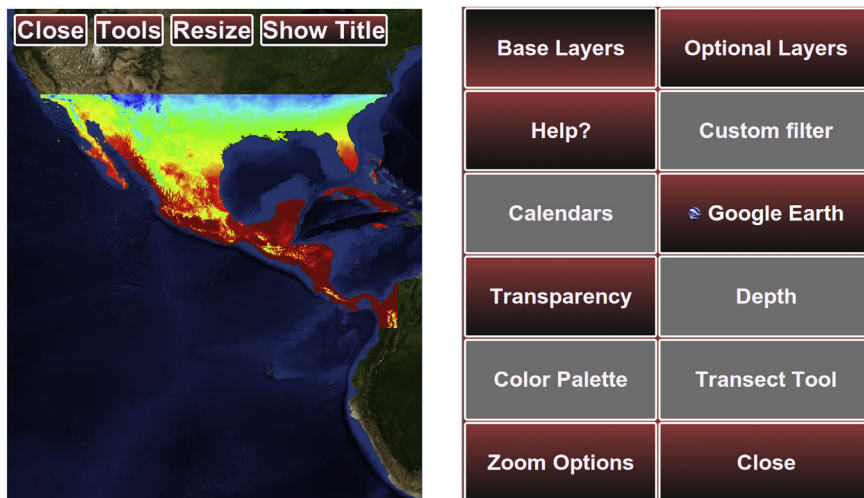 Close Tools Resize Show Title
Base Layers Optional Layers
Help? Custom filter
Calendars Google Earth
Transparency Depth
Color Palette Transect Tool
Zoom Options Close